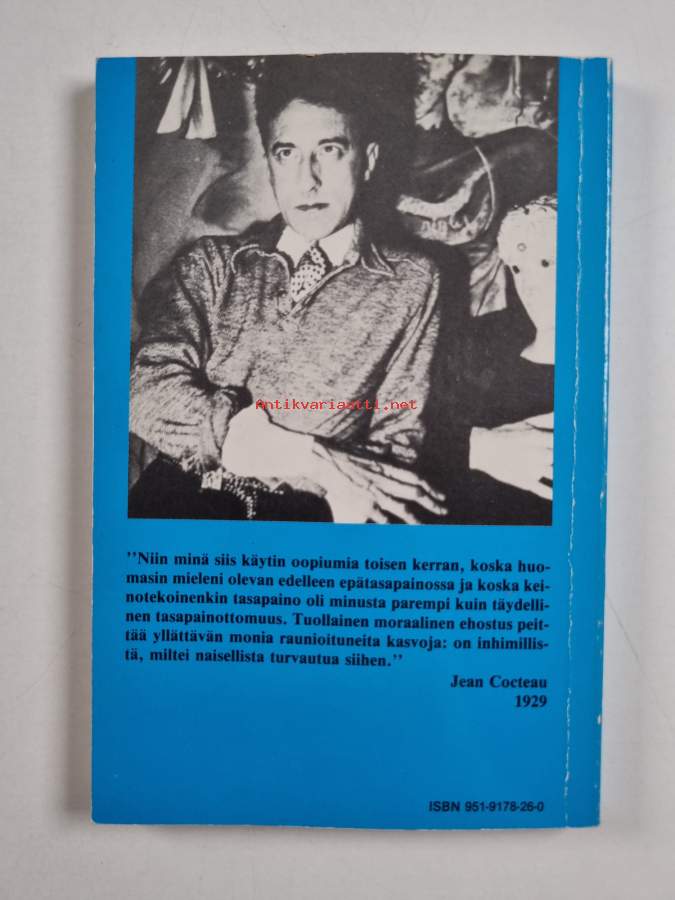 Antikvariaatti.net
"Niin minä siis käytin oopiumia toisen kerran, koska huo-
masin mieleni olevan edelleen epätasapainossa ja koska kei-
notekoinenkin tasapaino oli minusta parempi kuin täydelli-
nen tasapainottomuus. Tuollainen moraalinen ehostus peit-
tää yllättävän monia raunioituneita kasvoja: on inhimillis-
tä, miltei naisellista turvautua siihen."
Jean Cocteau
1929
ISBN 951-9178-26-0